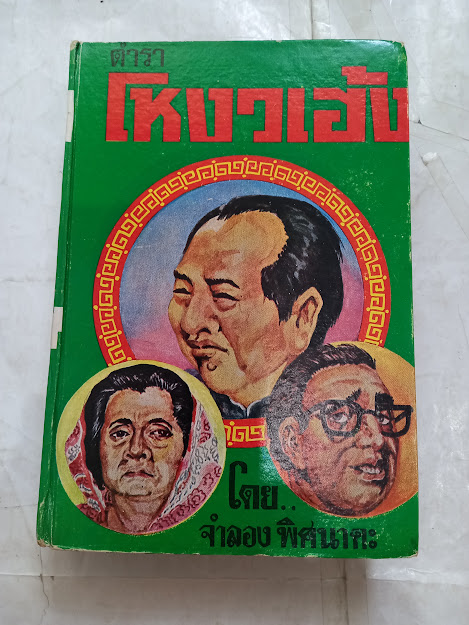 ตำรา
โหงวเฮ้ง
โดย..
จำลอง พิศนาคะ